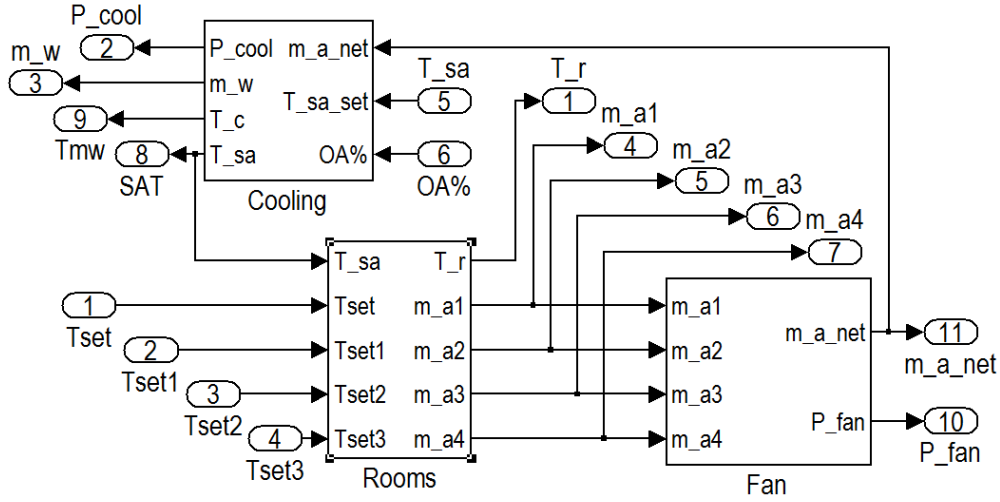 P_cool
2
m_w
3
9
Tmw
8
SAT
P_cool
m_w
T_c
T_sa
m_a_net
T_sa_set
OA%
Cooling
T_sa
5
6
OA%
T_r
1
m_a1
4
m_a2
5
m_a3
6
m_a4
7
1
Tset
2
Tset1
3
Tset2
4
Tset3
T_sa
Tset
Tset1
Tset2
Tset3
T_r
m_a1
m_a2
m_a3
m_a4
Rooms
m_a1
m_a2
m_a3
m_a4
m_a_net
P_fan
Fan
11
m_a_net
10
P_fan